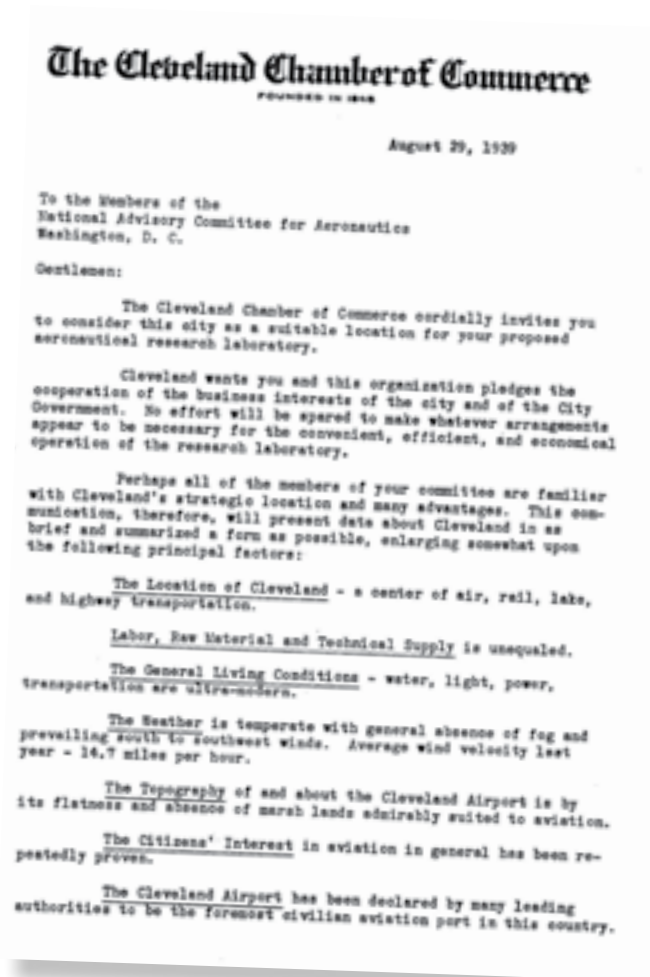 The Cleveland Chamber of Commerce
FOUNDED IN 1848
August 29, 1939
To the Members of the
National Advisory Committee for Aeronautics
Washington, D. C.
Gentlemen:
The Cleveland Chamber of Commerce cordially invites you
to consider this city as a suitable location for your proposed
aeronautical research laboratory.
Cleveland wants you and this organization pledges the
cooperation of the business interests of the city and of the City
Government. No effort will be spared to make whatever arrangements
appear to be necessary for the convenient, efficient, and economical
operation of the research laboratory.
Perhaps all of the members of your committee are familiar
with Cleveland's strategic location and many advantages. This com-
munication, therefore, will present data about Cleveland in as
brief and summarized a form as possible, enlarging somewhat upon
the following principal factors:
The Location of Cleveland - a center of air, rail, lake,
and highway transportation.
Labor, Raw Material and Technical Supply is unequaled.
The General Living Conditions - water, light, power,
transportation are ultra-modern.
The Weather is temperate with general absence of fog and
prevailing south to southwest winds. Average wind velocity last
year - 14.7 miles per hour.
The Topography of and about the Cleveland Airport is by
its flatness and absence of marsh lands admirably suited to aviation.
The Citizens' Interest in aviation in general has been re-
peatedly proven.
The Cleveland Airport has been declared by many leading
authorities to be the foremost civilian aviation port in this country.